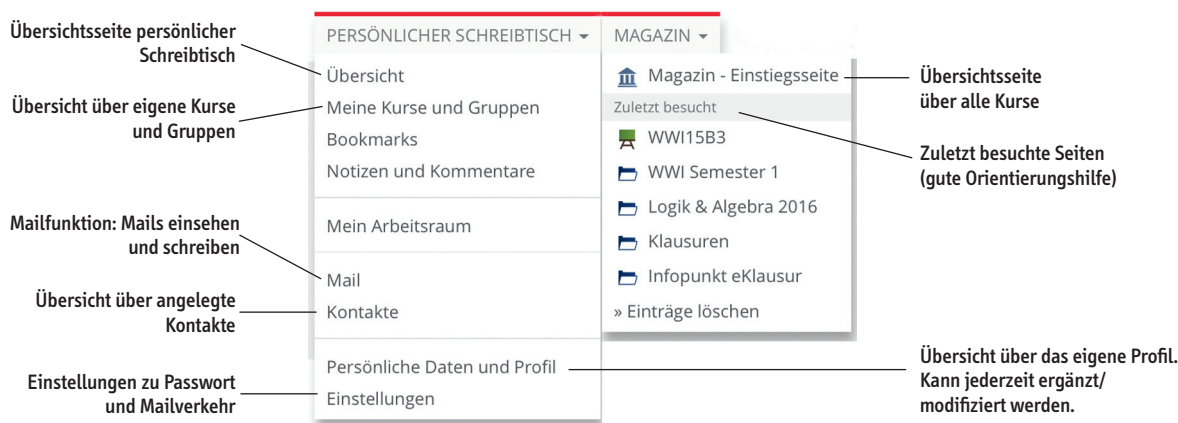 Übersichtsseite persönlicher
Schreibtisch
Übersicht über eigene Kurse
und Gruppen
Mailfunktion: Mails einsehen
und schreiben
Übersicht über angelegte
Kontakte
Einstellungen zu Passwort
und Mailverkehr
PERSÖNLICHER SCHREIBTISCH
Übersicht
Meine Kurse und Gruppen
Bookmarks
Notizen und Kommentare
Mein Arbeitsraum
Mail
Kontakte
Persönliche Daten und Profil
Einstellungen
MAGAZIN
Magazin - Einstiegsseite
Zuletzt besucht
WWI15B3
WWI Semester 1
Logik & Algebra 2016
Klausuren
Infopunkt eKlausur
» Einträge löschen
Übersichtsseite
über alle Kurse
Zuletzt besuchte Seiten
(gute Orientierungshilfe)
Übersicht über das eigene Profil.
Kann jederzeit ergänzt/
modifiziert werden.